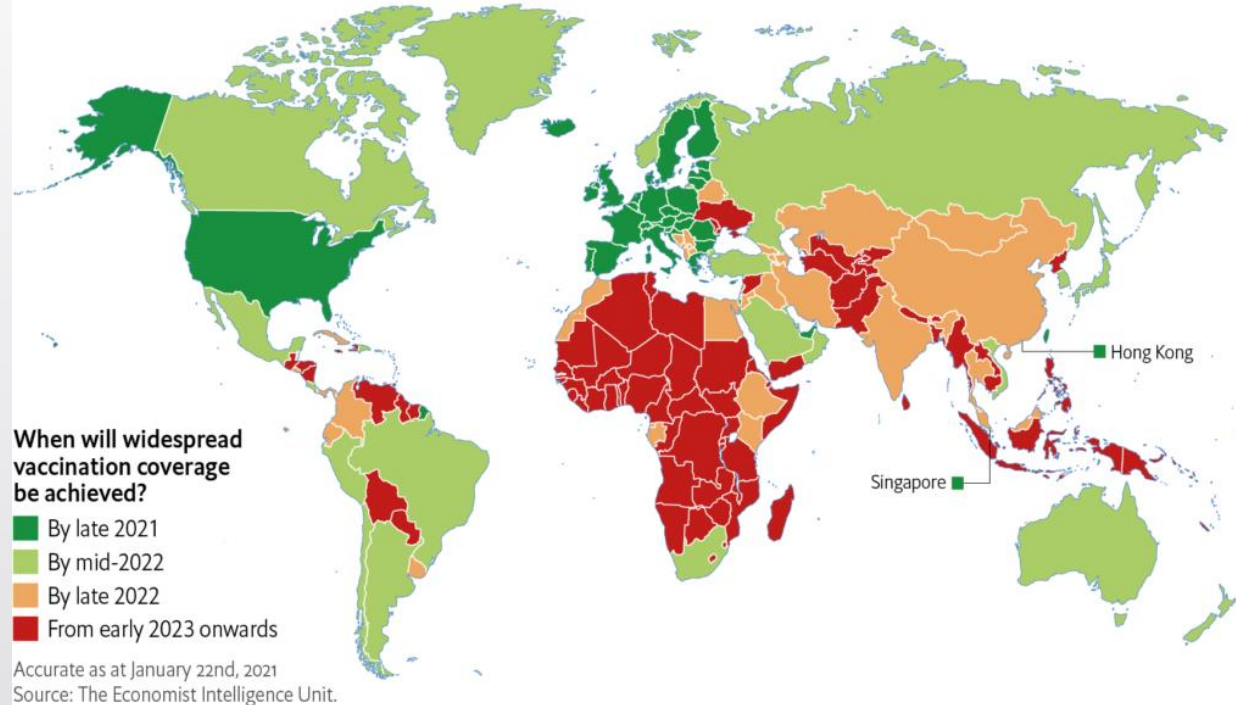 Hong Kong
Singapore
When will widespread
vaccination coverage
be achieved?
By late 2021
By mid-2022
By late 2022
From early 2023 onwards
Accurate as at January 22nd, 2021
Source: The Economist Intelligence Unit.